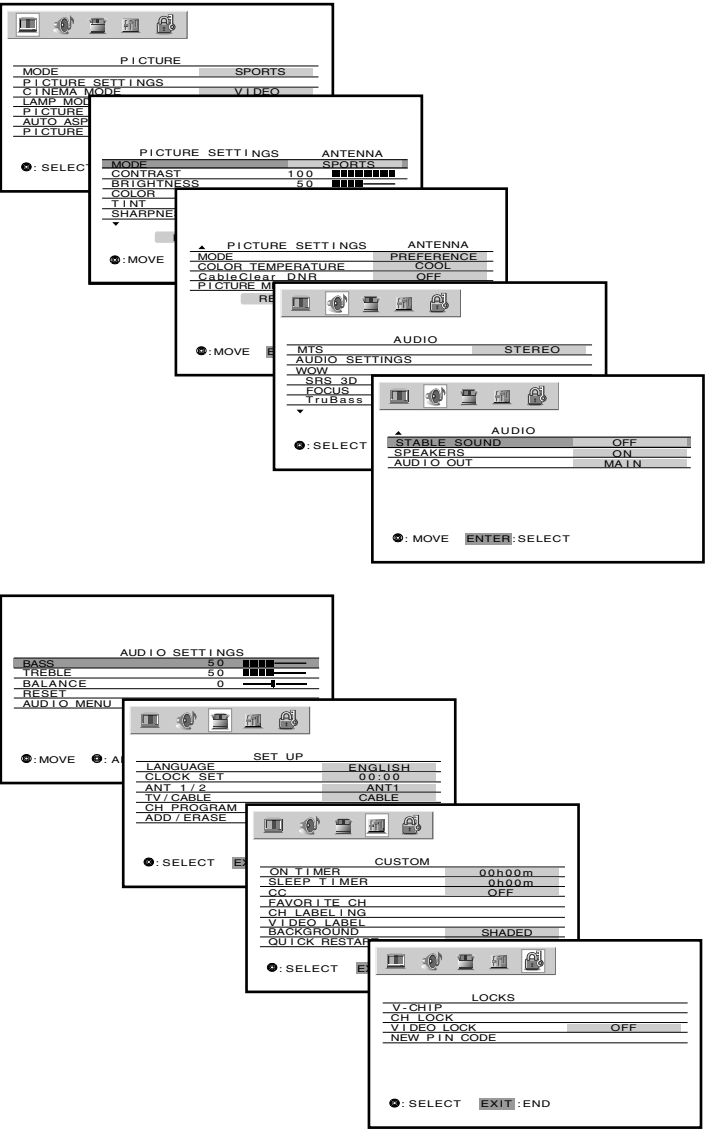 PICTURE
MODE SPORTS
PICTURE SETTINGS
CINEMA MODE VIDEO
LAMP MOD
PICTURE
AUTO ASP
PICTURE
: SELEC
PICTURE SETTINGS ANTENNA
MODE SPORTS
CONTRAST 100
BRIGHTNESS 50
COLOR
TINT
SHARPNE
:MOVE
PICTURE SETTINGS ANTENNA
MODE PREFERENCE
COLOR TEMPERATURE COOL
CableClear DNR OFF
PICTURE ME
RE
:MOVE E
AUDIO
MTS STEREO
AUDIO SETTINGS
WOW
SRS 3D
FOCUS
TruBass
:SELECT
AUDIO
STABLE SOUND OFF
SPEAKERS ON
AUDIO OUT MAIN
: MOVE ENTER:SELECT
AUDIO SETTINGS
BASS 50
TREBLE 50
BALANCE 0
RESET
AUDIO MENU
:MOVE : A
SET UP
LANGUAGE ENGLISH
CLOCK SET 00:00
ANT 1/2 ANT1
TV/CABLE CABLE
CH PROGRAM
ADD/ERASE
:SELECT EX
CUSTOM
ON TIMER 00h00m
SLEEP TIMER 0h00m
CC OFF
FAVORITE CH
CH LABELING
VIDEO LABEL
BACKGROUND SHADED
QUICK RESTAR
:SELECT E
LOCKS
V-CHIP
CH LOCK
VIDEO LOCK OFF
NEW PIN CODE
:SELECT EXIT:END